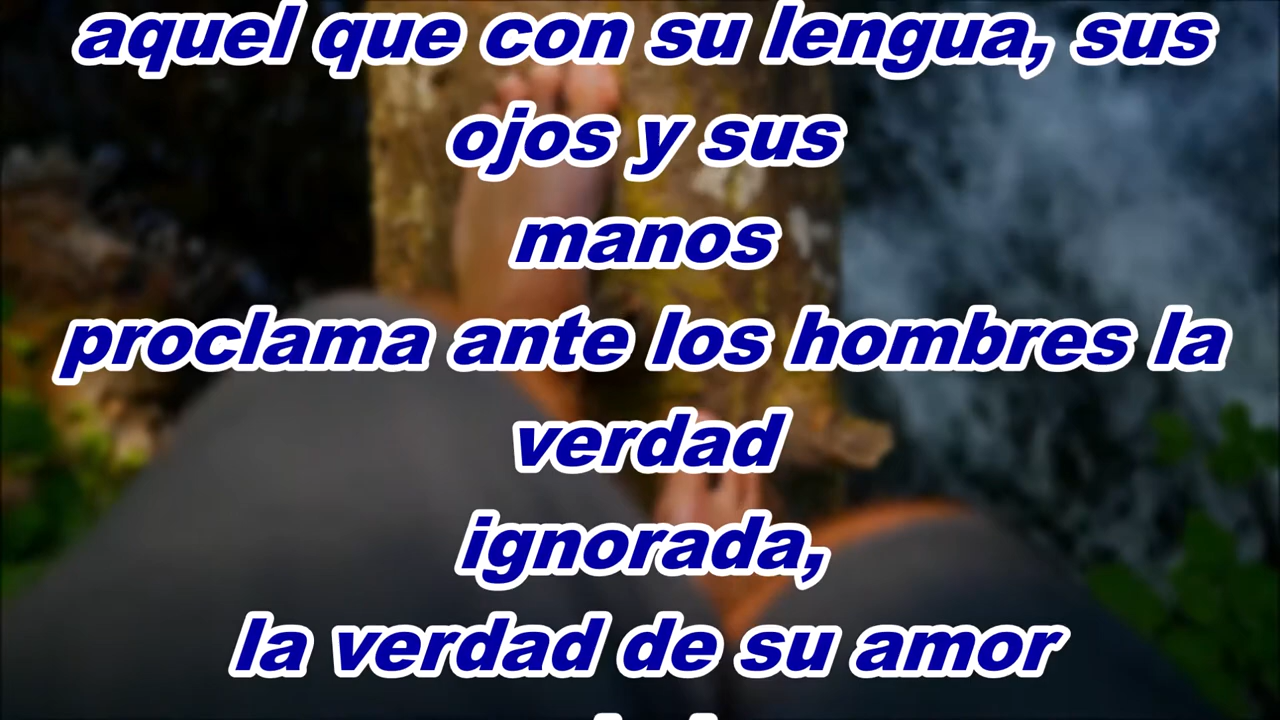 aquel que con su lengua, sus
ojos y sus
manos
proclama ante los hombres la
verdad
ignorada,
la verdad de su amor